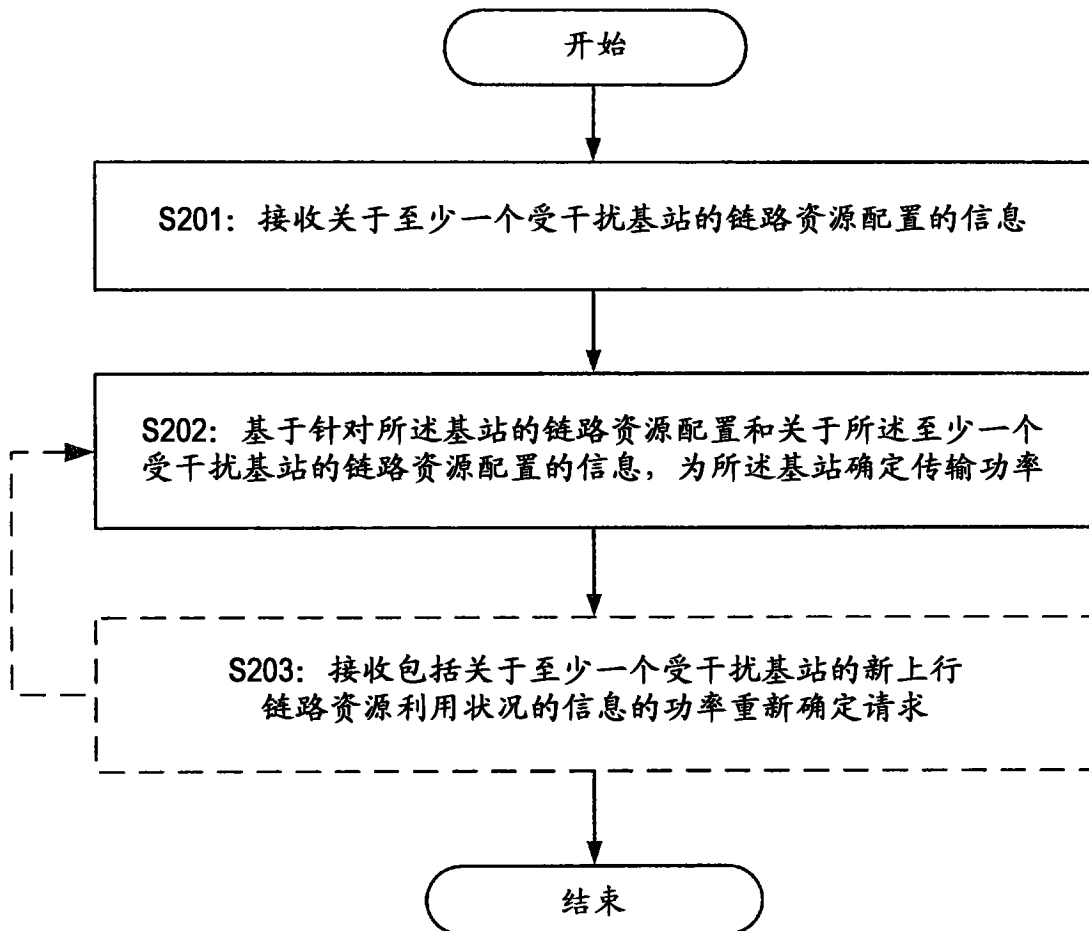 开始
S201：接收关于至少一个受干扰基站的链路资源配置的信息
S202：基于针对所述基站的链路资源配置和关于所述至少一个
受干扰基站的链路资源配置的信息，为所述基站确定传输功率
S203：接收包括关于至少一个受干扰基站的新上行
链路资源利用状况的信息的功率重新确定请求
结束